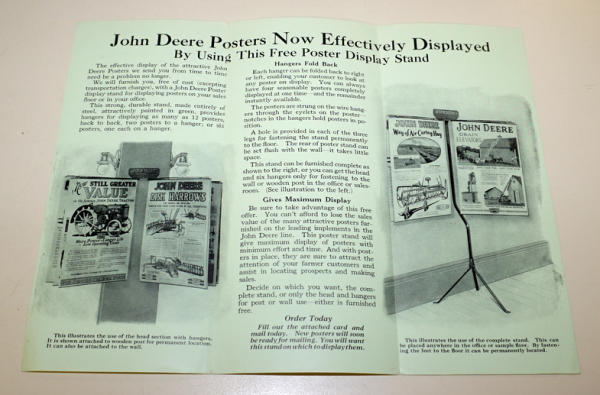 John Deere Posters Now Effectively Displayed
By Using This Free Poster Display Stand
The effective display of the attractive John
Deere Posters we send you from time to time
need be a problem no longer.
We will furnish you, free of cost (excepting
transportation charges), with a John Deere Poster
display stand for displaying posters on your sales
floor or in your office.
This strong, durable stand, made entirely of
steel, attractively painted in green, provides
hangers for displaying as many as 12 posters,
back to back, two posters to a hanger; or six
posters, one each on a hanger.
STILL GREATER
VALUE
JOHN DEERE
DISK HARROWS
This illustrates the use of the head section with hangers.
It is shown attached to wooden post for permanent location.
It can also be attached to the wall.
Hangers Fold Back
Each hanger can be folded back to right
or left, enabling your customer to look at
any poster on display. You can always
have four seasonable posters completely
displayed at one time—and the remainder
instantly available.
The posters are strung on the wire hang-
ers through the eyelets on the poster—
notches in the hangers hold posters in po-
sition.
A hole is provided in each of the three
legs for fastening the stand permanently
to the floor. The rear of poster stand can
be set flush with the wall—it takes little
space.
This stand can be furnished complete as
shown to the right, or you can get the head
and six hangers only for fastening to the
wall or wooden post in the office or sales-
room. (See illustration to the left.)
Gives Maximum Display
Be sure to take advantage of this free
offer. You can't afford to lose the sales
value of the many attractive posters fur-
nished on the leading implements in the
John Deere line. This poster stand will
give maximum display of posters with
minimum effort and time. And with post-
ers in place, they are sure to attract the
attention of your farmer customers and
assist in locating prospects and making
sales.
Decide on which you want, the com-
plete stand, or only the head and hangers
for post or wall use—either is furnished
free.
Order Today
Fill out the attached card and
mail today. New posters will soon
be ready for mailing. You will want
this stand on which to display them.
Way of Air Curing Hay
JOHN DEERE
GRAIN
ELEVATORS
This illustrates the use of the complete stand. This can
be placed anywhere in the office or sample floor. By fasten-
ing the feet to the floor it can be permanently located.